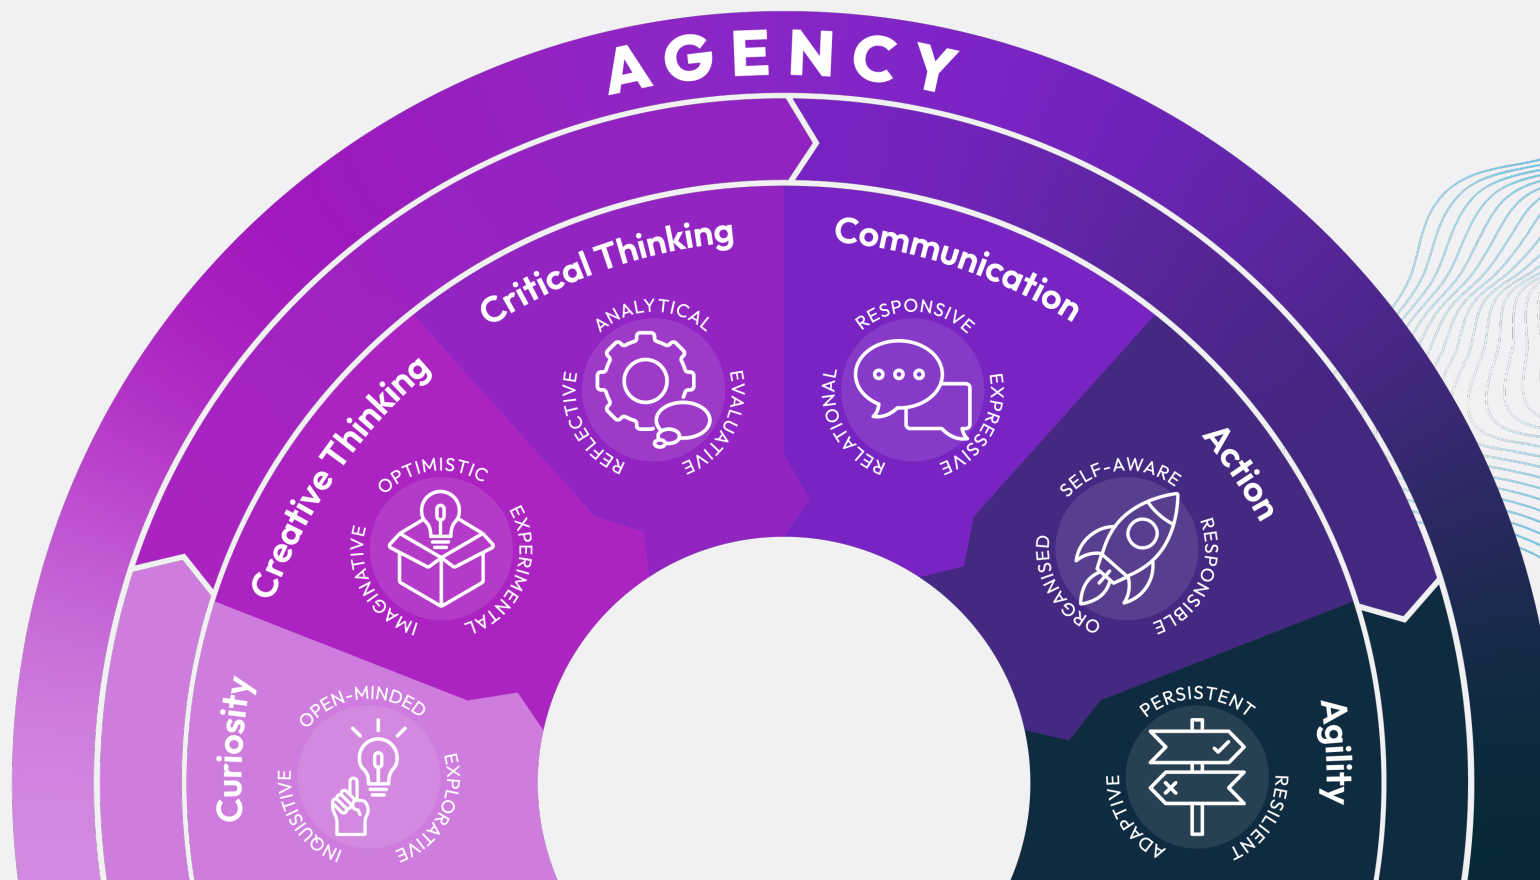 AGENCY
Curiosity
OPEN-MINDED
EXPLORATIVE
INQUISITIVE
Creative Thinking
OPTIMISTIC
EXPERIMENTAL
IMAGINATIVE
Critical Thinking
ANALYTICAL
EVALUATIVE
REFLECTIVE
Communication
RESPONSIVE
EXPRESSIVE
RELATIONAL
Action
SELF-AWARE
RESPONSIBLE
ORGANISED
Agility
PERSISTENT
RESILIENT
ADAPTIVE